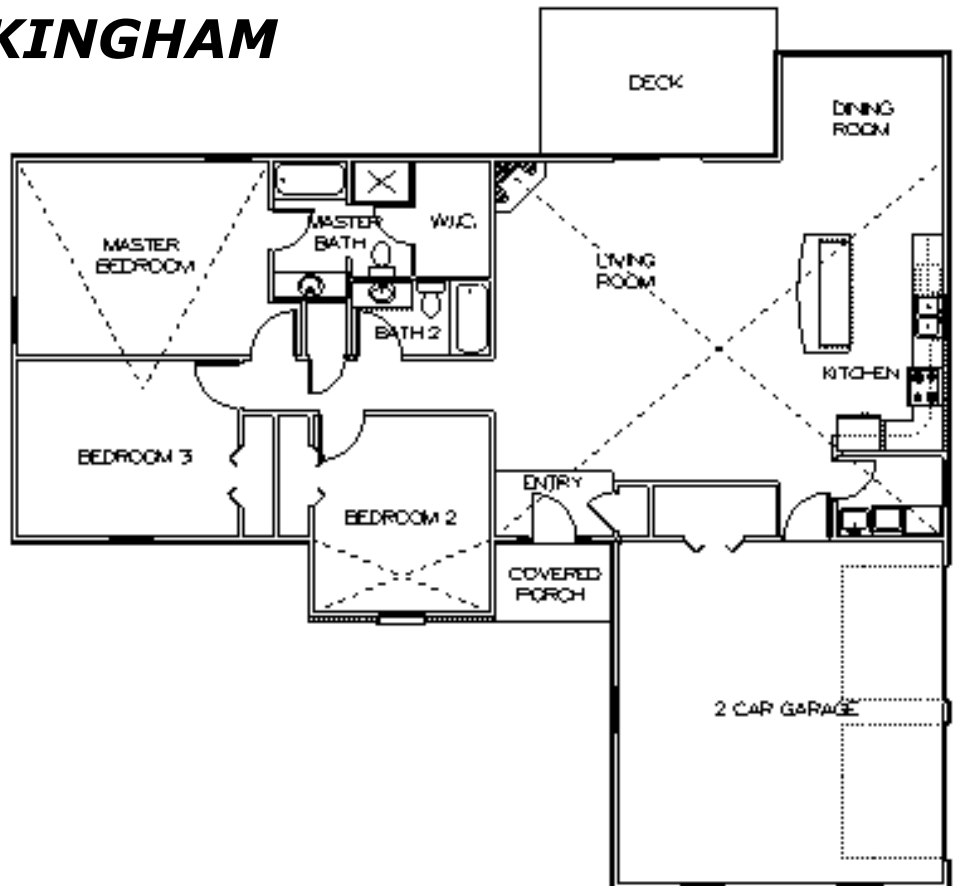 KINGHAM
DECK
DINING
ROOM
MASTER
BEDROOM
MASTER
BATH
W.I.C.
LIVING
ROOM
BATH 2
KITCHEN
BEDROOM 3
ENTRY
BEDROOM 2
COVERED
PORCH
2 CAR GARAGE